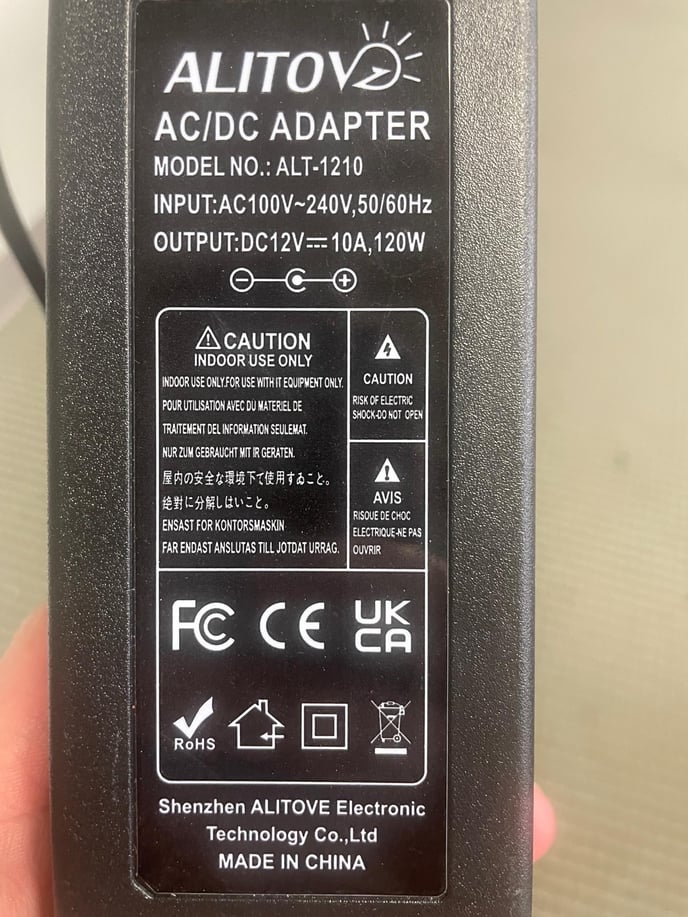 ALITOVE
AC/DC ADAPTER
MODEL NO.: ALT-1210
INPUT:AC100V~240V,50/60Hz
OUTPUT:DC12V⎓10A,120W
CAUTION
INDOOR USE ONLY
INDOOR USE ONLY.FOR USE WITH IT EQUIPMENT ONLY.
POUR UTILISATION AVEC DU MATERIEL DE
TRAITEMENT DEL INFORMATION SEULEMAT.
NUR ZUM GEBRAUCHT MIT IR GERATEN.
屋内の安全な環境下て使用するゐこと。
絶對に分解しはいこと。
ENSAST FOR KONTORSMASKIN
FAR ENDAST ANSLUTAS TILL JOTDAT URRAG.
CAUTION
RISK OF ELECTRIC
SHOCK-DO NOT OPEN
AVIS
RISOUE DE CHOC
ELECTRIQUE-NE PAS
OUVRIR
FC CE UK
CA
RoHS
Shenzhen ALITOVE Electronic
Technology Co.,Ltd
MADE IN CHINA